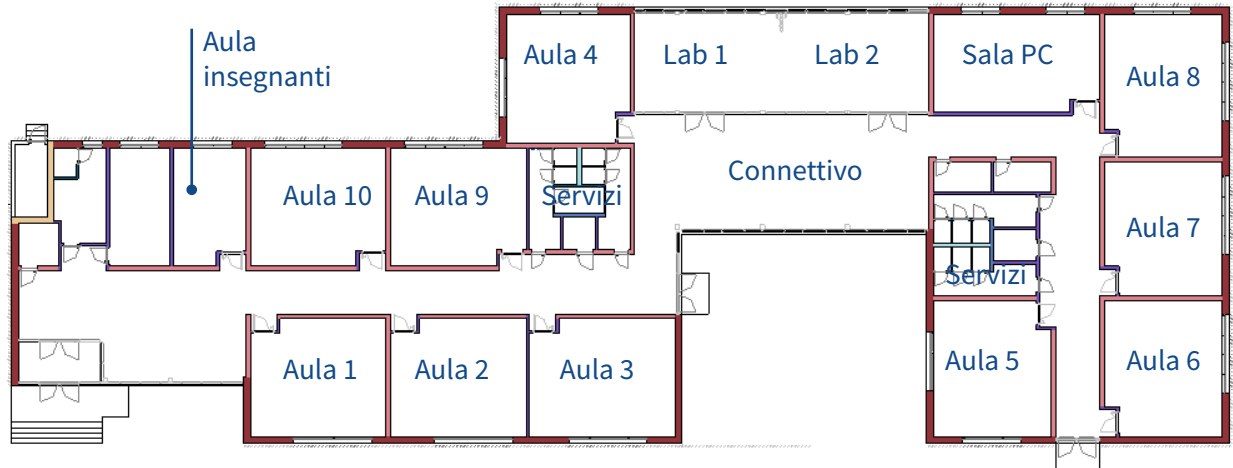 Aula
insegnanti
Aula 4
Lab 1
Lab 2
Sala PC
Aula 8
Aula 10
Aula 9
Servizi
Connettivo
Aula 7
Servizi
Aula 1
Aula 2
Aula 3
Aula 5
Aula 6